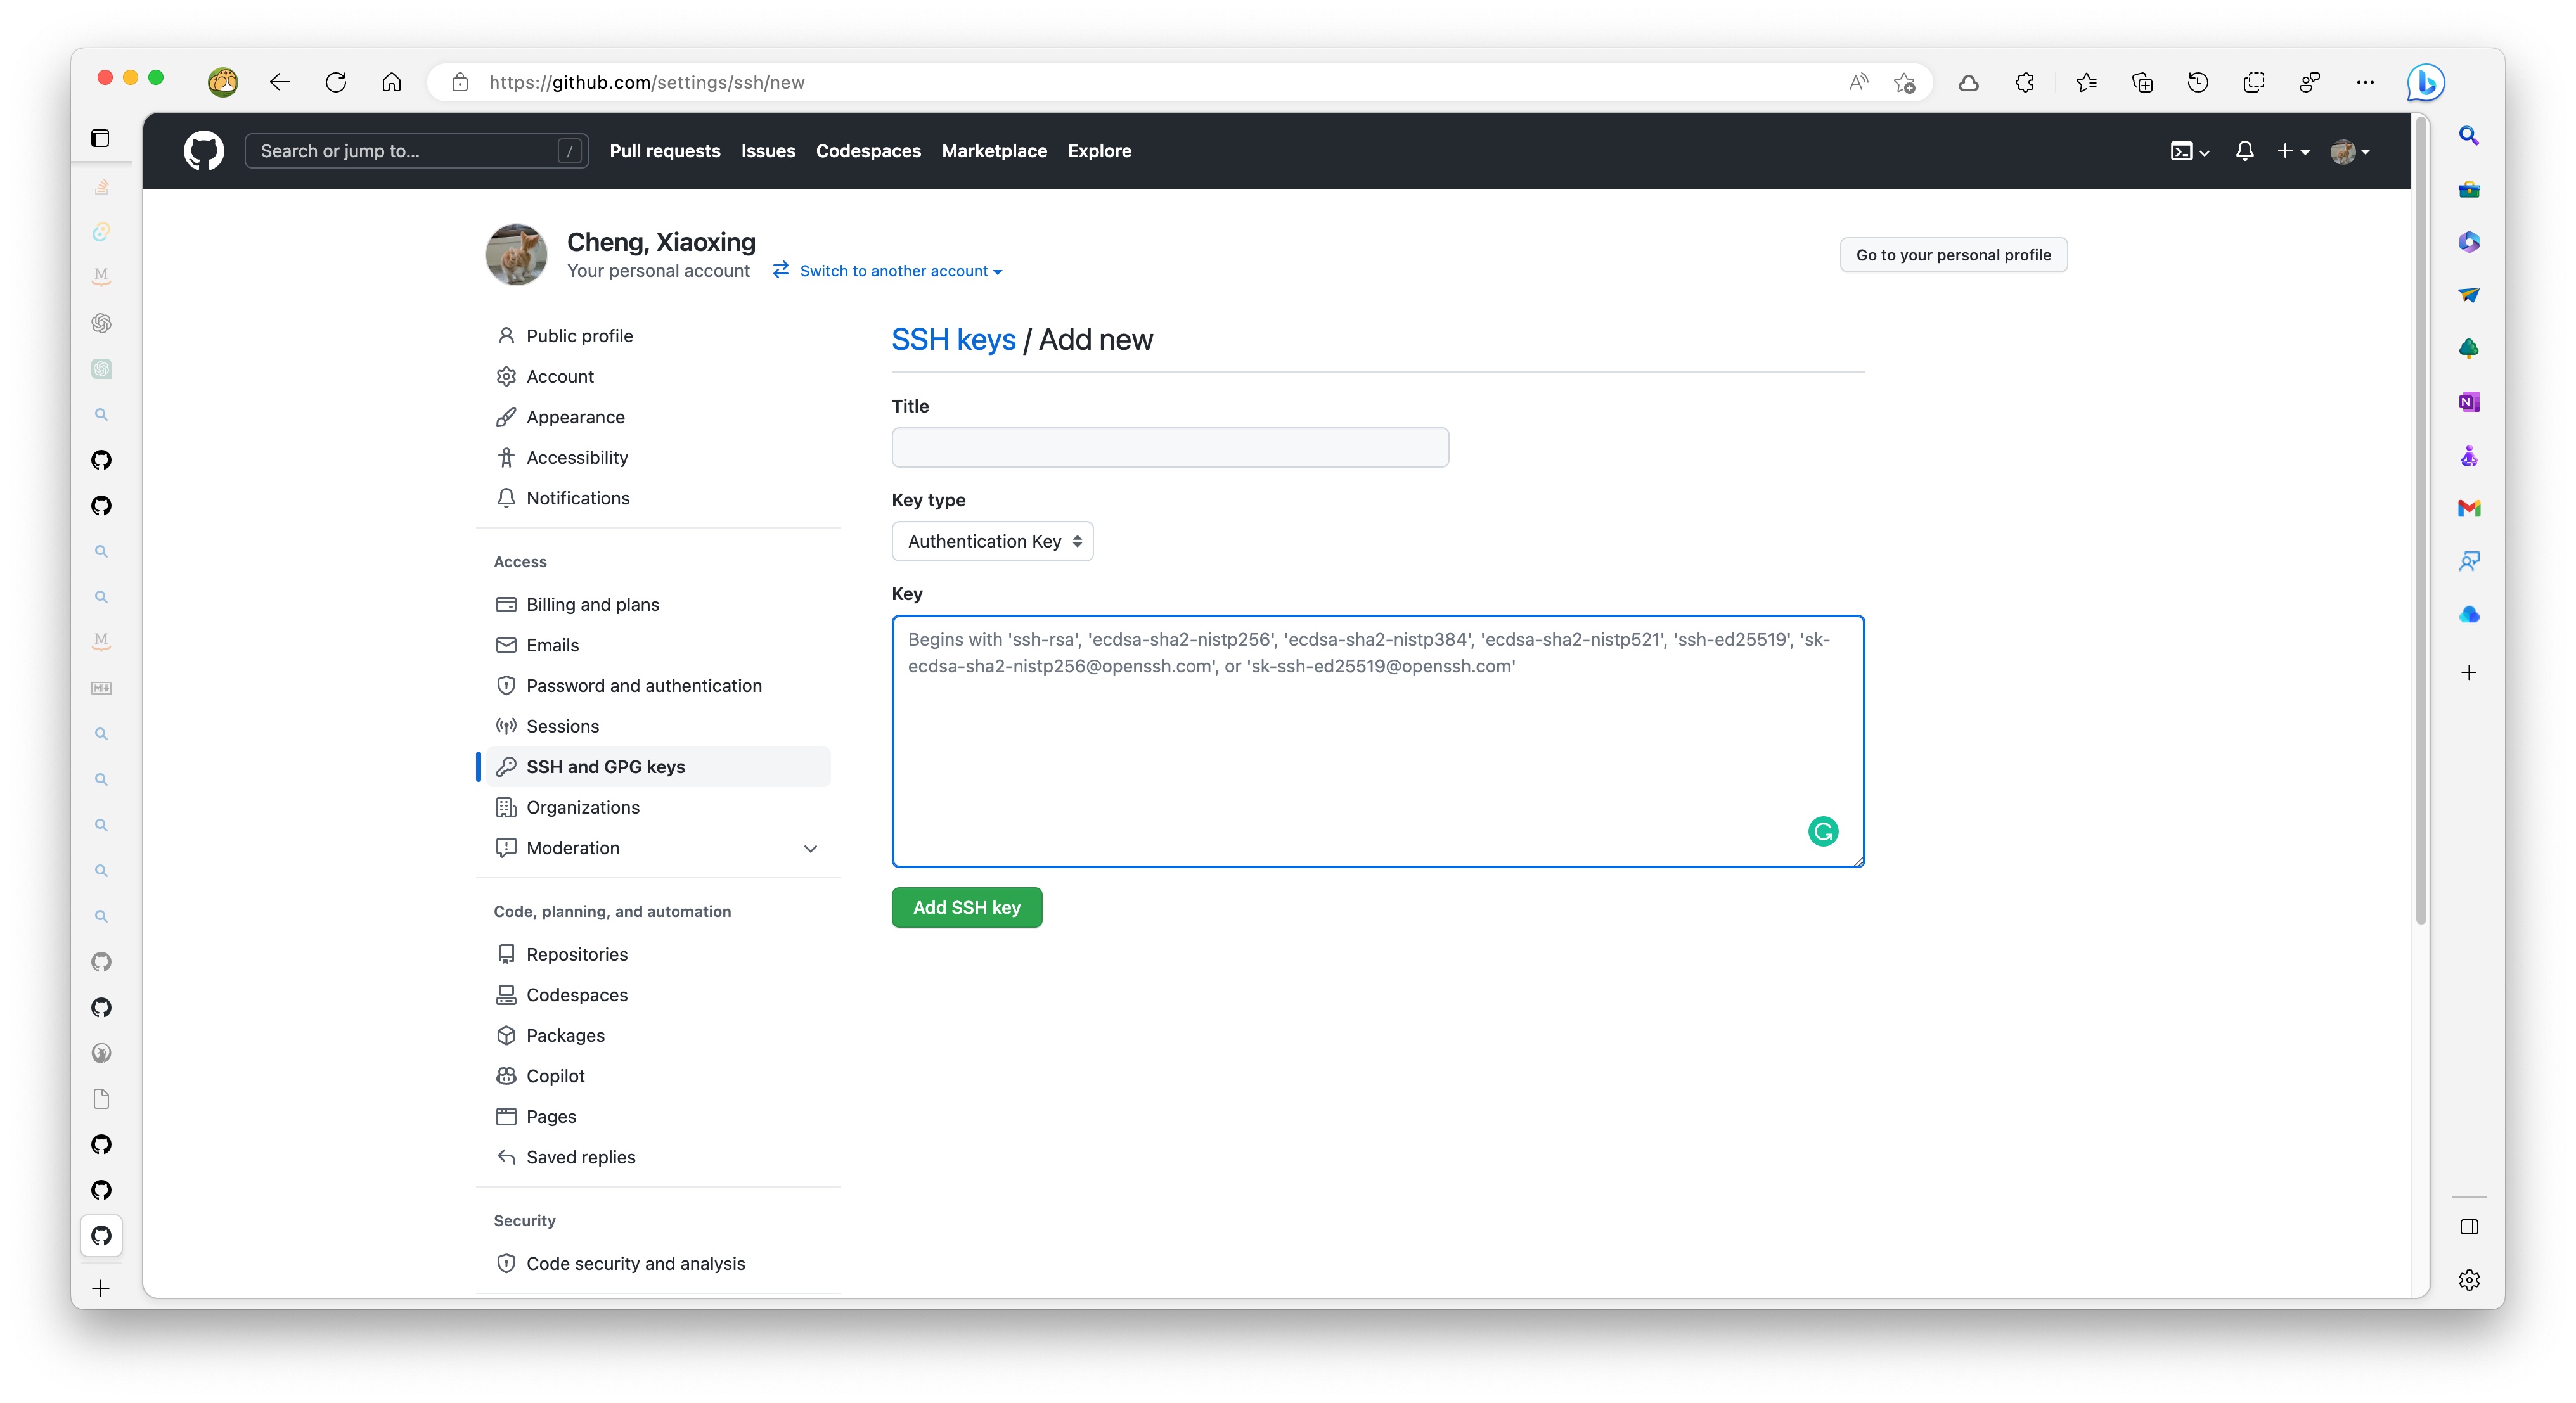 https://github.com/settings/ssh/new
Search or jump to... /
Pull requests Issues Codespaces Marketplace Explore
Cheng, Xiaoxing
Your personal account Switch to another account
Go to your personal profile
Public profile
Account
Appearance
Accessibility
Notifications
Access
Billing and plans
Emails
Password and authentication
Sessions
SSH and GPG keys
Organizations
Moderation
Code, planning, and automation
Repositories
Codespaces
Packages
Copilot
Pages
Saved replies
Security
Code security and analysis
SSH keys / Add new
Title
Key type
Authentication Key
Key
Begins with 'ssh-rsa', 'ecdsa-sha2-nistp256', 'ecdsa-sha2-nistp384', 'ecdsa-sha2-nistp521', 'ssh-ed25519', 'sk-
ecdsa-sha2-nistp256@openssh.com', or 'sk-ssh-ed25519@openssh.com'
Add SSH key